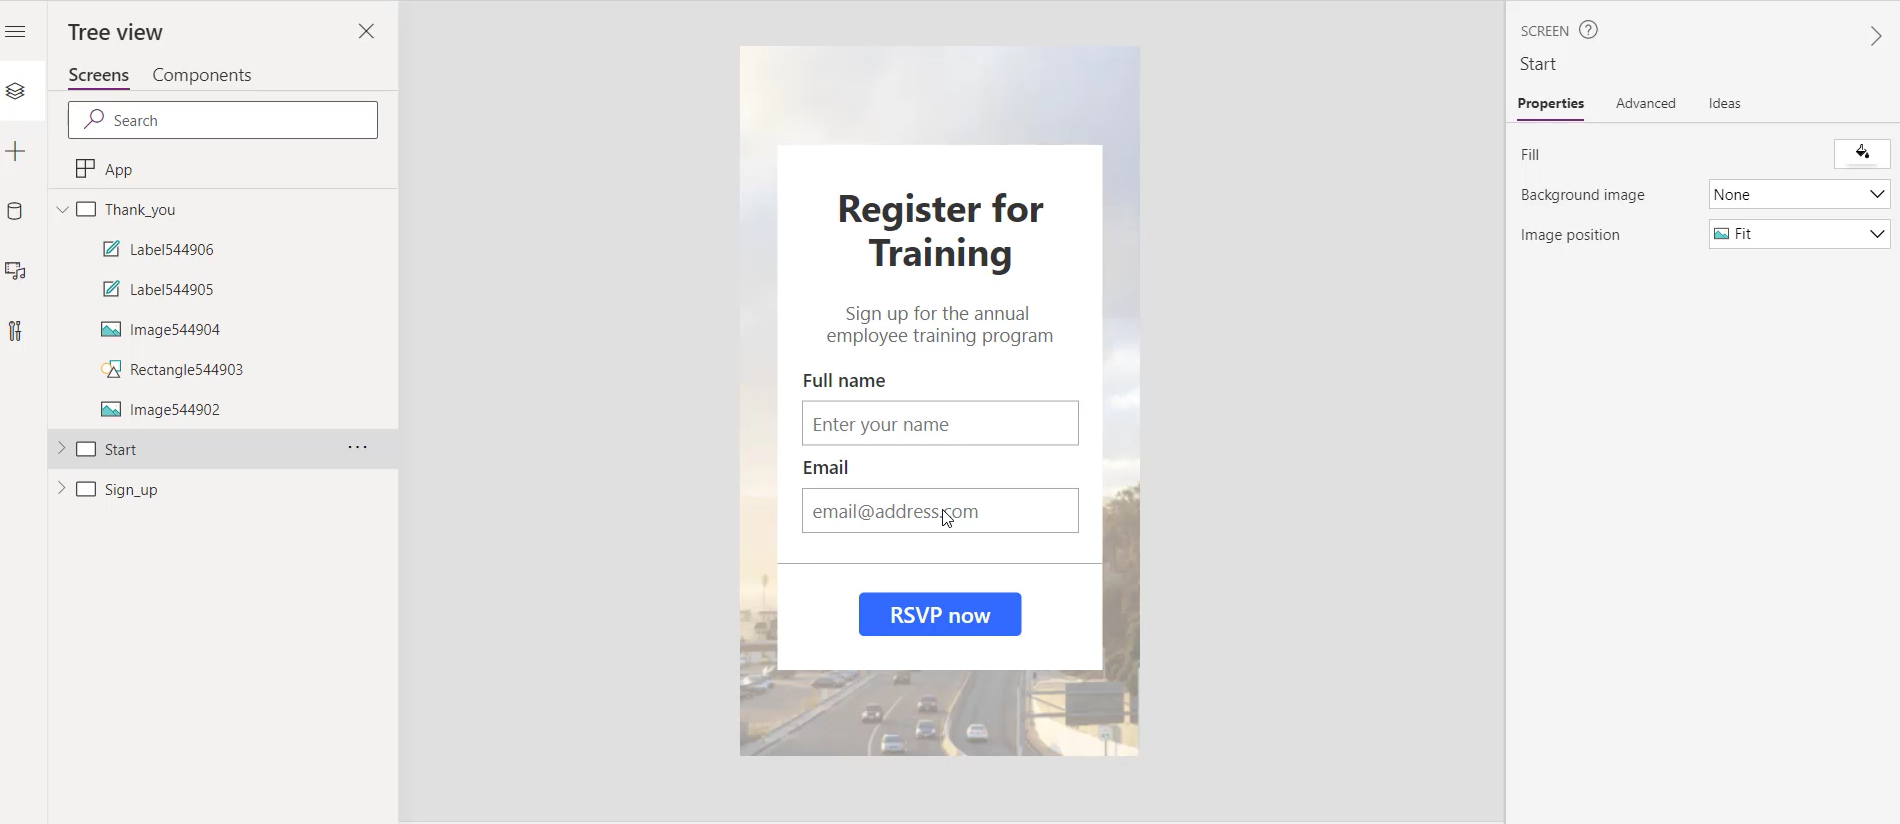 Tree view
Screens Components
Search
App
Thank_you
Label544906
Label544905
Image544904
Rectangle544903
Image544902
Start
Sign_up
Register for
Training
Sign up for the annual
employee training program
Full name
Enter your name
Email
email@address.com
RSVP now
SCREEN
Start
Properties Advanced Ideas
Fill
Background image None
Image position Fit